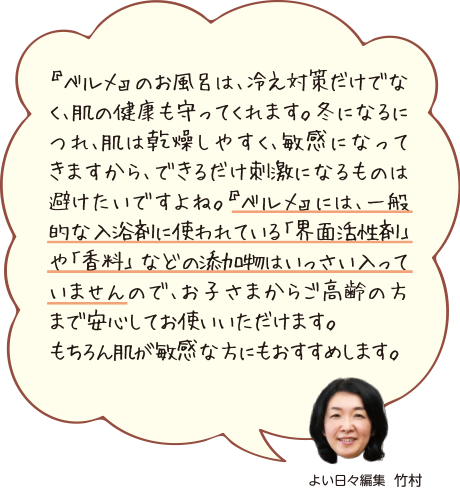 『ベルメ』のお風呂は、冷え対策だけでな
く、肌の健康も守ってくれます。冬になるに
つれ、肌は乾燥しやすく、敏感になって
きますから、できるだけ刺激になるものは
避けたいですよね。『ベルメ』には、一般
的な入浴剤に使われている「界面活性剤」
や「香料」などの添加物はいっさい入って
いませんので、お子さまからご高齢の方
まで安心してお使いいただけます。
もちろん肌が敏感な方にもおすすめします。
よい日々編集 竹村